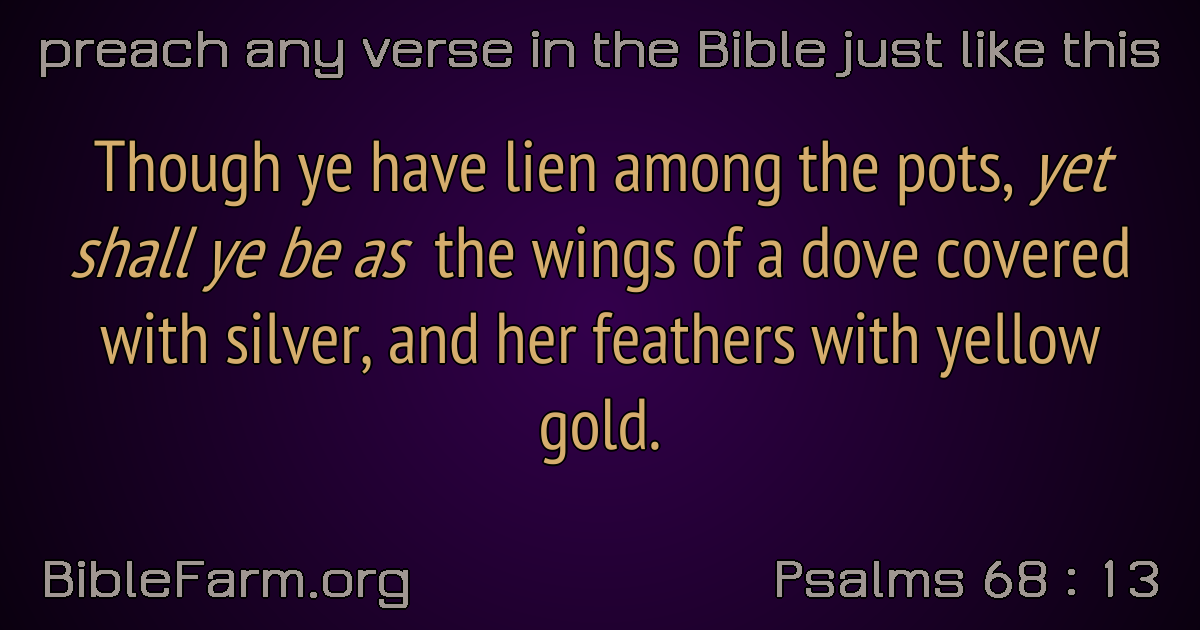 preach any verse in the Bible just like this
Though ye have lien among the pots, yet
shall ye be as the wings of a dove covered
with silver, and her feathers with yellow
gold.
BibleFarm.org
Psalms 68 : 13